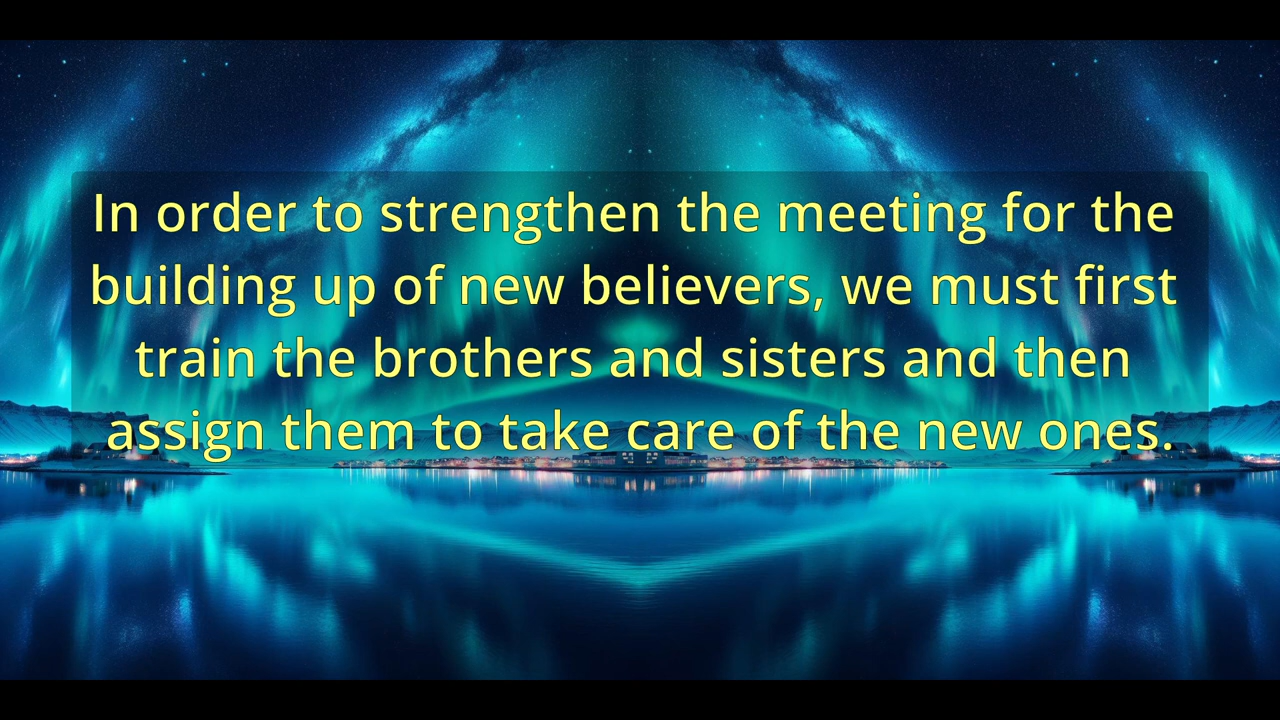 In order to strengthen the meeting for the
building up of new believers, we must first
train the brothers and sisters and then
assign them to take care of the new ones.